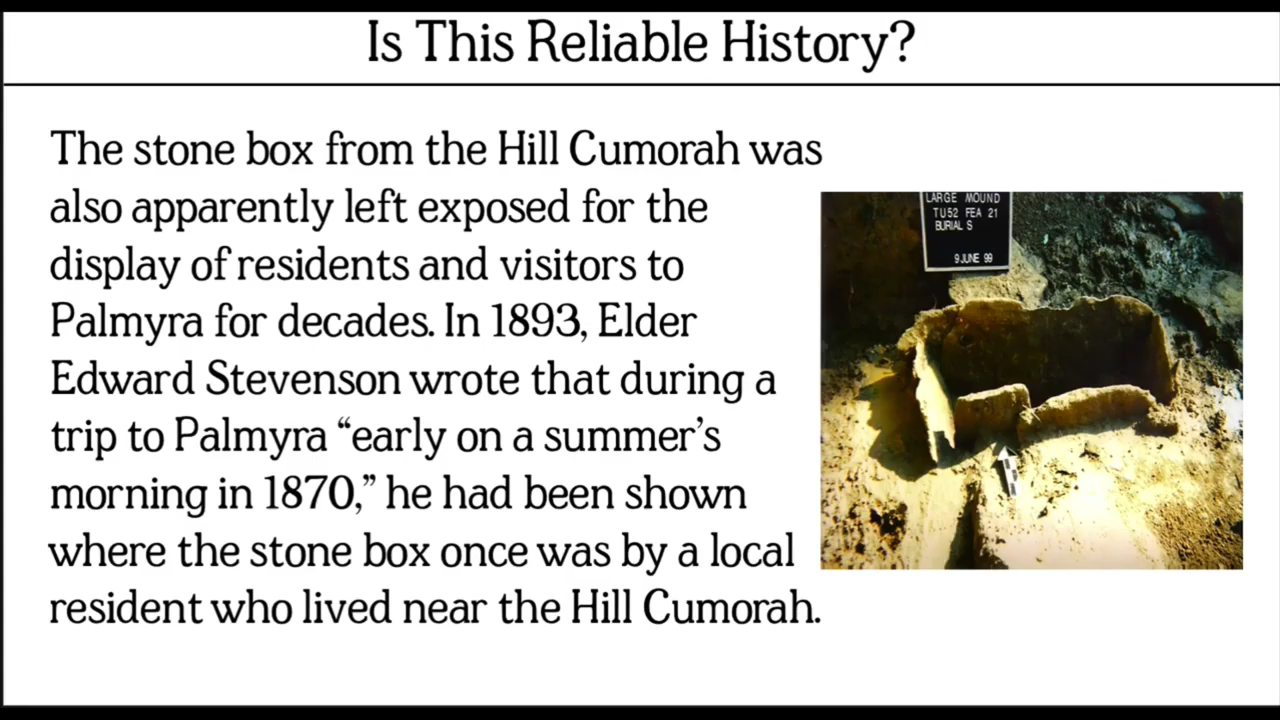 Is This Reliable History?
The stone box from the Hill Cumorah was
also apparently left exposed for the
display of residents and visitors to
Palmyra for decades. In 1893, Elder
Edward Stevenson wrote that during a
trip to Palmyra “early on a summer’s
morning in 1870,” he had been shown
where the stone box once was by a local
resident who lived near the Hill Cumorah.
LARGE MOUND
TU52 FEA 21
BURIAL S
9 JUNE 99